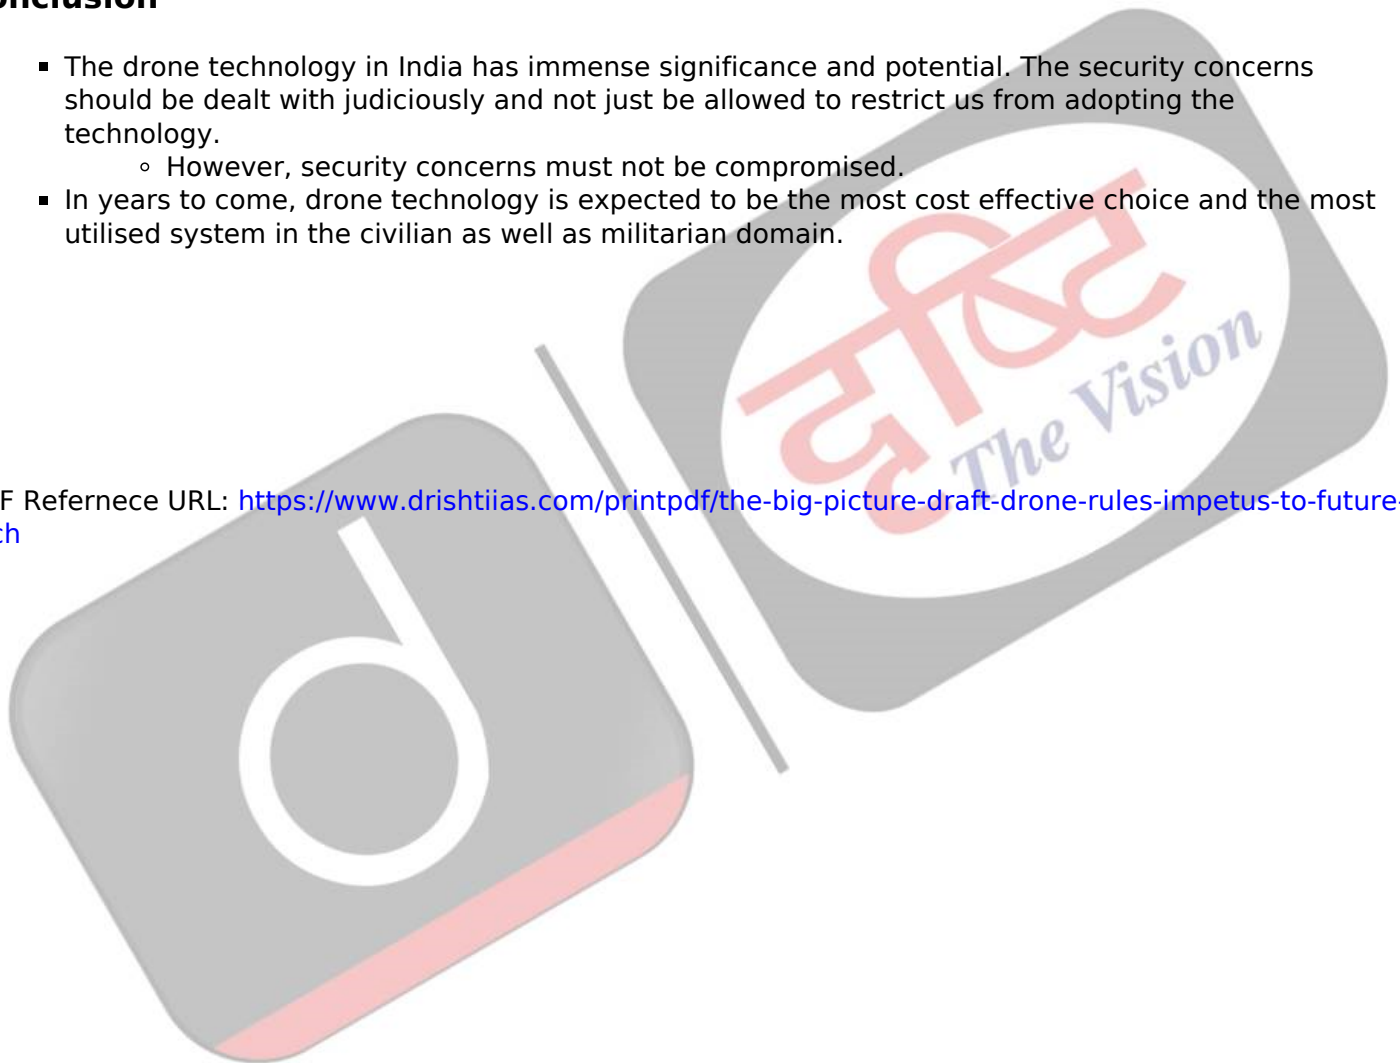 onclusion
▪ The drone technology in India has immense significance and potential. The security concerns
should be dealt with judiciously and not just be allowed to restrict us from adopting the
technology.
◦ However, security concerns must not be compromised.
▪ In years to come, drone technology is expected to be the most cost effective choice and the most
utilised system in the civilian as well as militarian domain.
दृष्टि
The Vision
F Refernece URL: https://www.drishtiias.com/printpdf/the-big-picture-draft-drone-rules-impetus-to-future-
ch
d